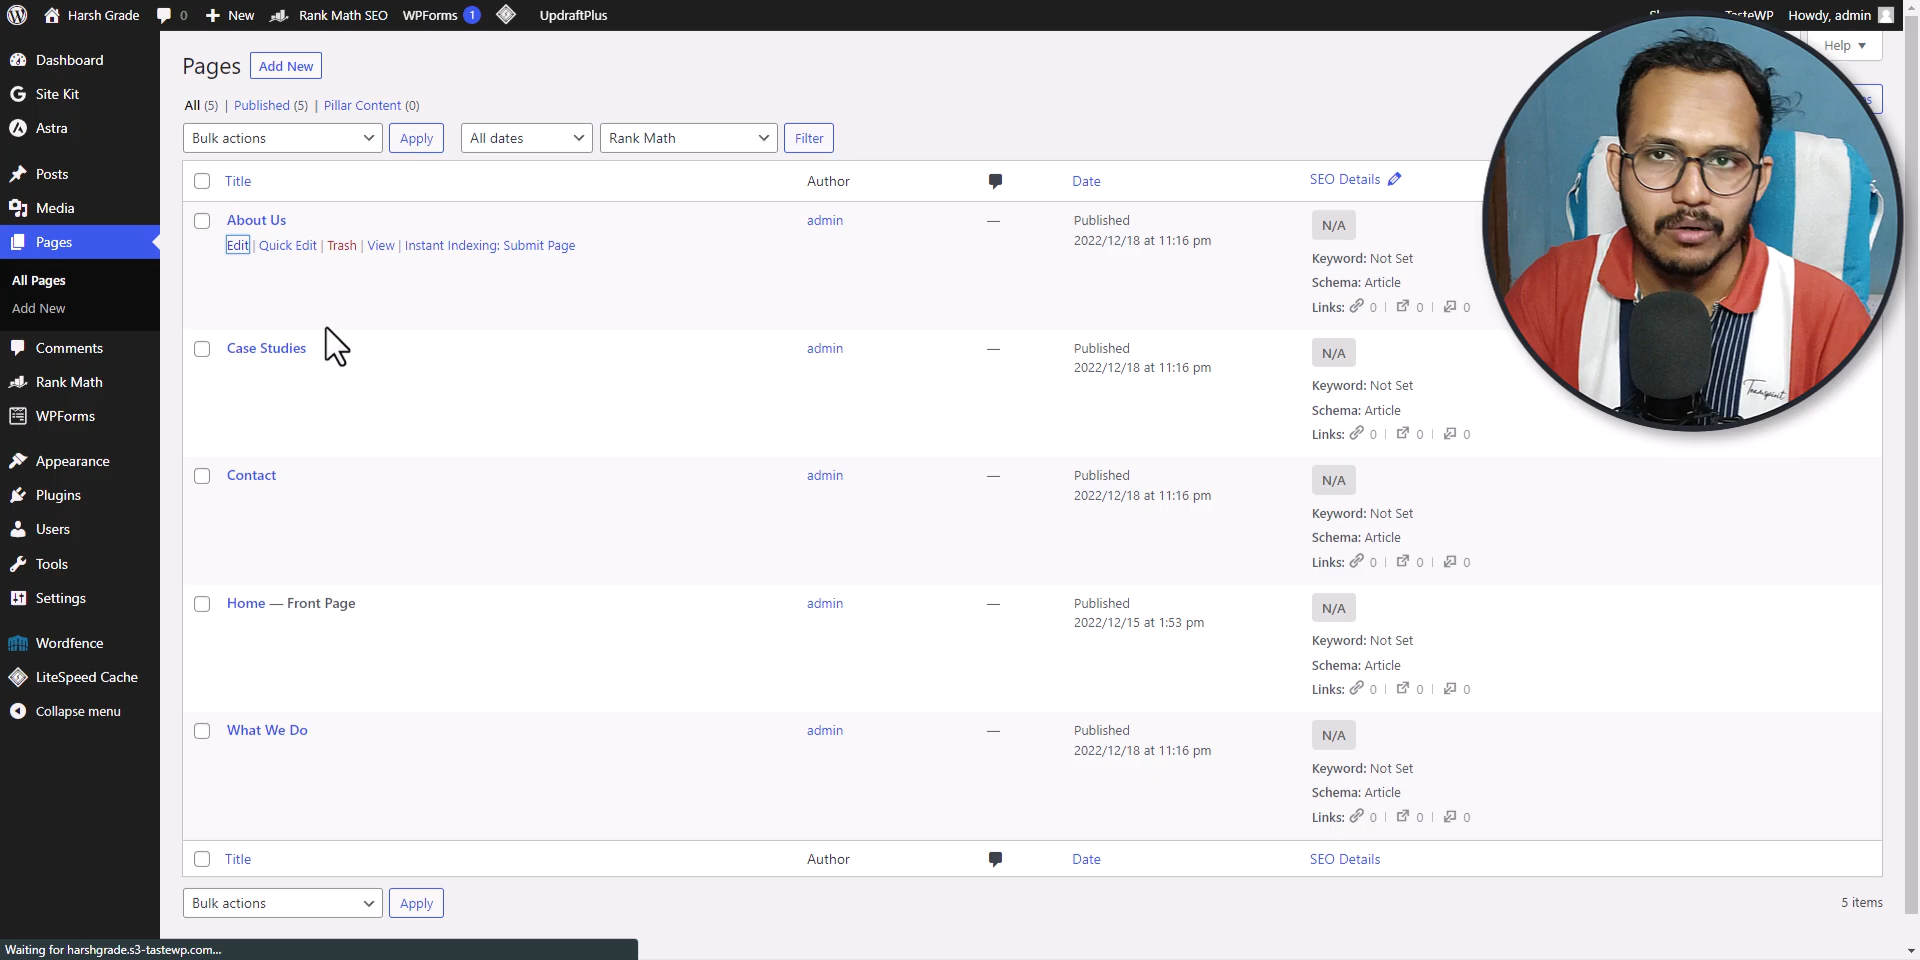 Harsh Grade 0 New Rank Math SEO WPForms 1 UpdraftPlus TasteWP Howdy, admin
Help
Dashboard
Site Kit
Astra
Posts
Media
Pages
All Pages
Add New
Comments
Rank Math
WPForms
Appearance
Plugins
Users
Tools
Settings
Wordfence
LiteSpeed Cache
Collapse menu
Pages Add New
All (5) | Published (5) | Pillar Content (0)
Bulk actions Apply All dates Rank Math Filter
Title Author Date SEO Details
About Us admin — Published N/A
2022/12/18 at 11:16 pm
Edit | Quick Edit | Trash | View | Instant Indexing: Submit Page
Keyword: Not Set
Schema: Article
Links: 0 | 0 | 0
Case Studies admin — Published N/A
2022/12/18 at 11:16 pm
Keyword: Not Set
Schema: Article
Links: 0 | 0 | 0
Contact admin — Published N/A
2022/12/18 at 11:16 pm
Keyword: Not Set
Schema: Article
Links: 0 | 0 | 0
Home — Front Page admin — Published N/A
2022/12/15 at 1:53 pm
Keyword: Not Set
Schema: Article
Links: 0 | 0 | 0
What We Do admin — Published N/A
2022/12/18 at 11:16 pm
Keyword: Not Set
Schema: Article
Links: 0 | 0 | 0
Title Author Date SEO Details
Bulk actions Apply 5 items
Waiting for harshgrade.s3-tastewp.com...